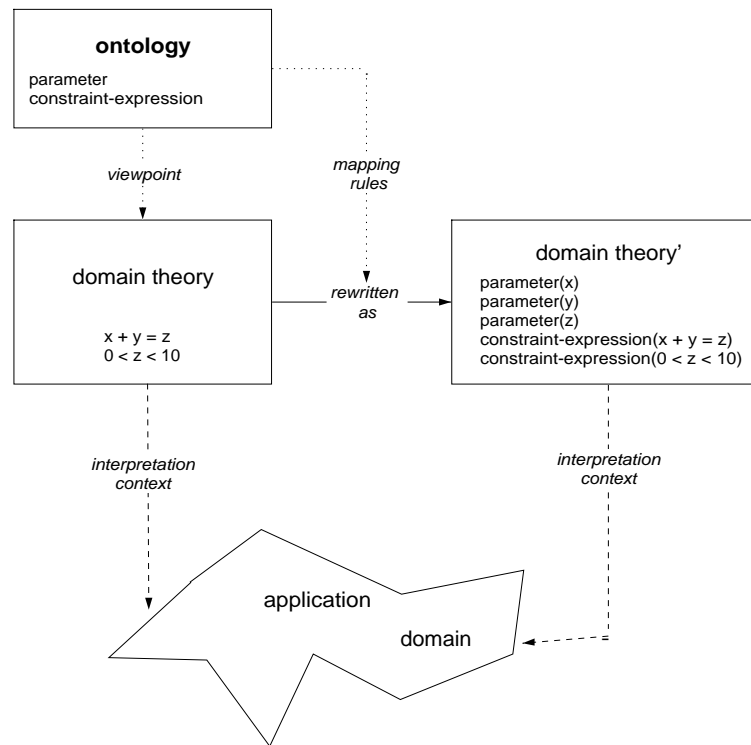 ontology
parameter
constraint-expression
viewpoint
mapping
rules
domain theory
x + y = z
0 < z < 10
rewritten
as
domain theory'
parameter(x)
parameter(y)
parameter(z)
constraint-expression(x + y = z)
constraint-expression(0 < z < 10)
interpretation
context
interpretation
context
application
domain